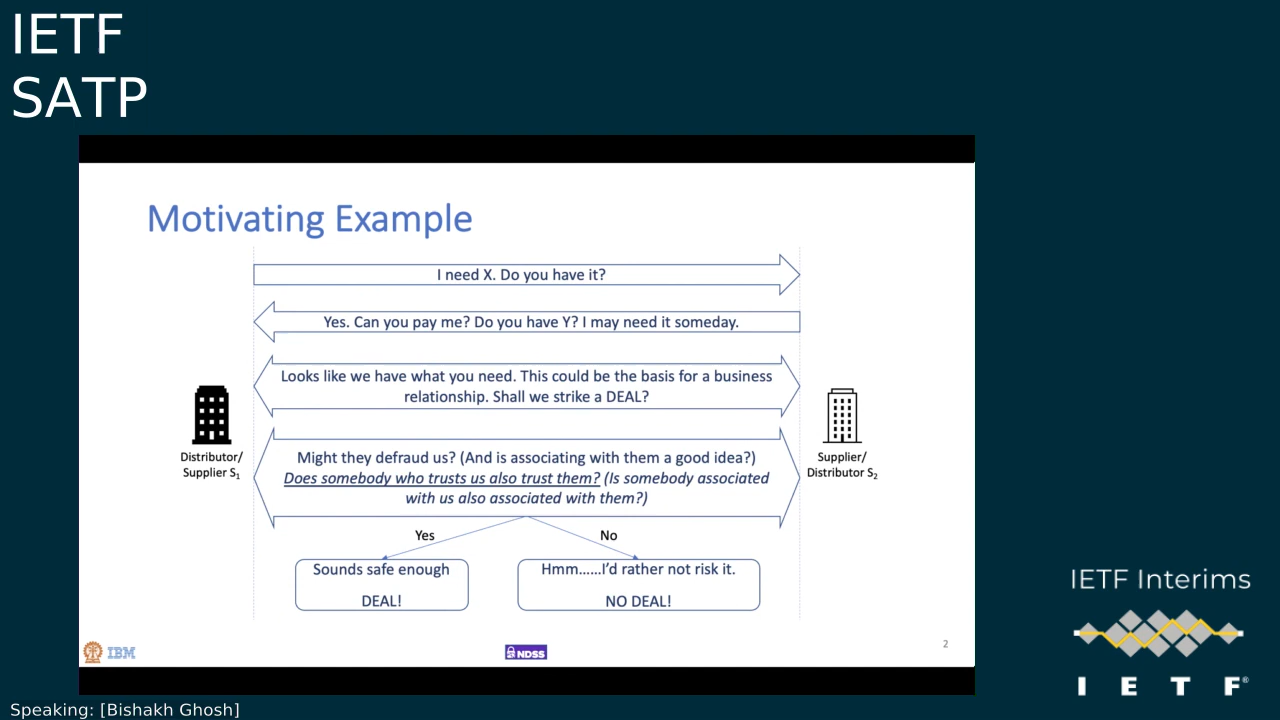 IETF
SATP
Motivating Example
I need X. Do you have it?
Yes. Can you pay me? Do you have Y? I may need it someday.
Looks like we have what you need. This could be the basis for a business
relationship. Shall we strike a DEAL?
Distributor/
Supplier S1
Supplier/
Distributor S2
Might they defraud us? (And is associating with them a good idea?)
Does somebody who trusts us also trust them? (Is somebody associated
with us also associated with them?)
Yes
No
Sounds safe enough
DEAL!
Hmm......I'd rather not risk it.
NO DEAL!
IBM
NDSS
2
IETF Interims
I E T F®
Speaking: [Bishakh Ghosh]